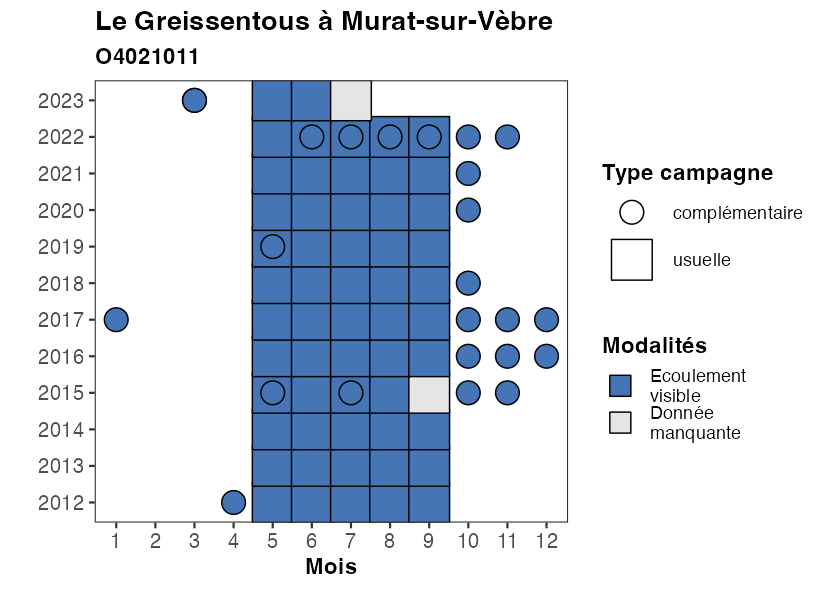 Le Greissentous à Murat-sur-Vèbre
O4021011
2023
2022
2021
2020
2019
2018
2017
2016
2015
2014
2013
2012
1 2 3 4 5 6 7 8 9 10 11 12
Mois
Type campagne
complémentaire
usuelle
Modalités
Ecoulement
visible
Donnée
manquante